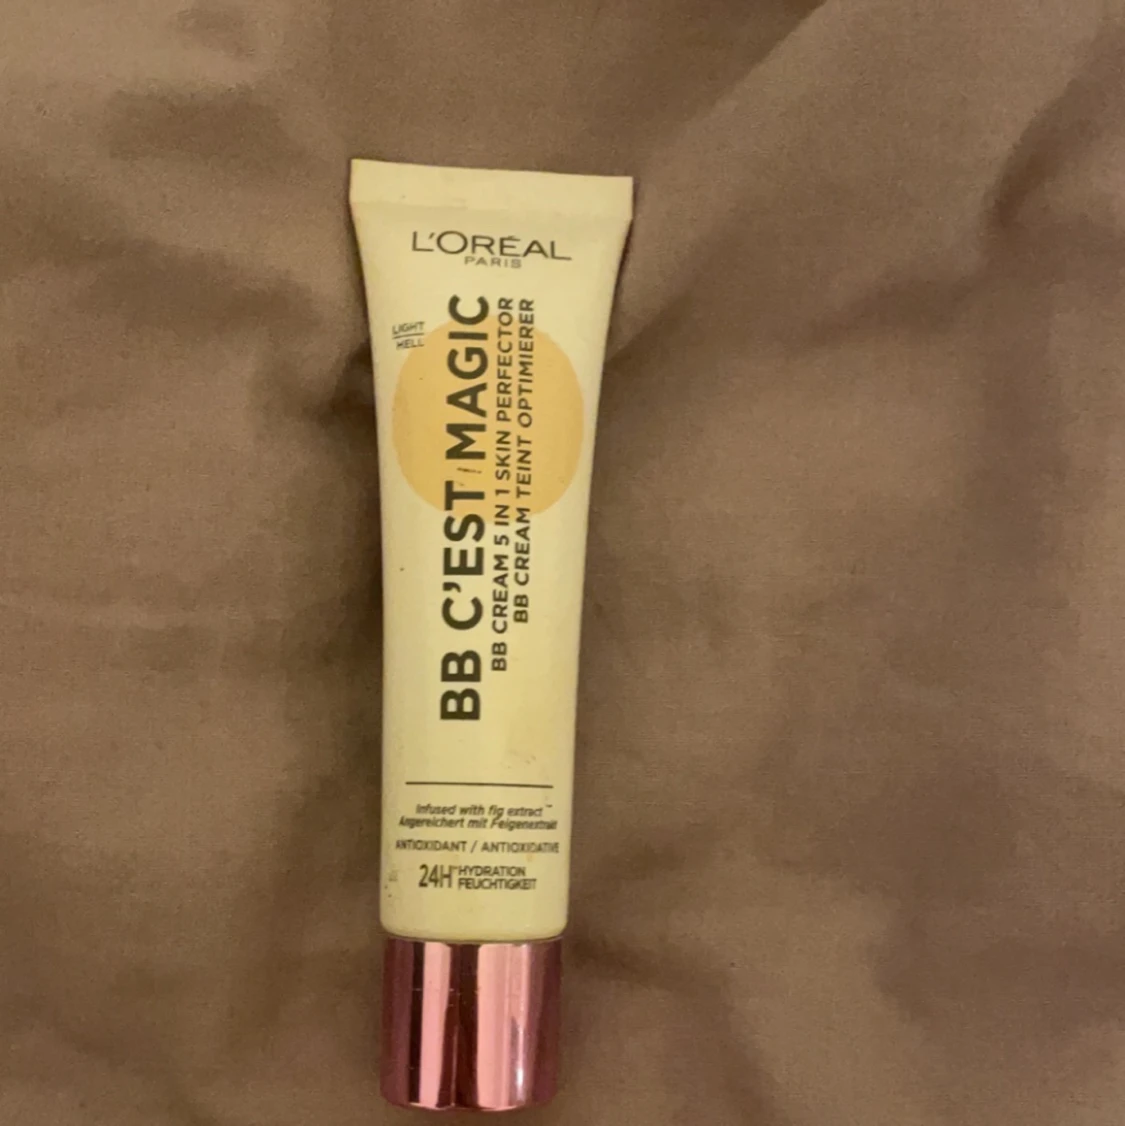 L'ORÉAL
PARIS
LIGHT
HELL
BB C'EST MAGIC
BB CREAM 5 IN 1 SKIN PERFECTOR
BB CREAM TEINT OPTIMIERER
Infused with fig extract
Angereichert mit Feigenextrakt
ANTIOXIDANT / ANTIOXIDATIVE
24H HYDRATION
FEUCHTIGKEIT